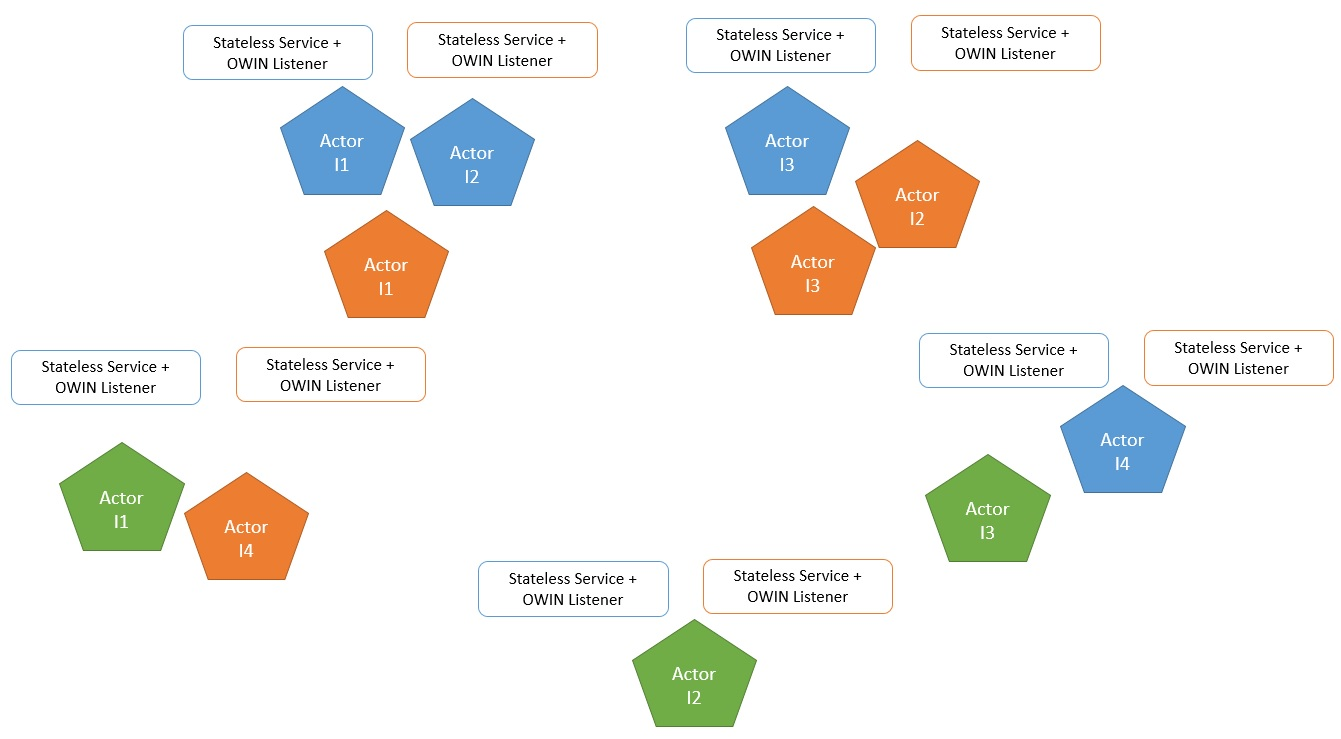 Stateless Service +
OWIN Listener
Stateless Service +
OWIN Listener
Actor
I1
Actor
I2
Actor
I1
Stateless Service +
OWIN Listener
Stateless Service +
OWIN Listener
Actor
I3
Actor
I2
Actor
I3
Stateless Service +
OWIN Listener
Stateless Service +
OWIN Listener
Actor
I1
Actor
I4
Stateless Service +
OWIN Listener
Stateless Service +
OWIN Listener
Actor
I4
Actor
I3
Stateless Service +
OWIN Listener
Stateless Service +
OWIN Listener
Actor
I2